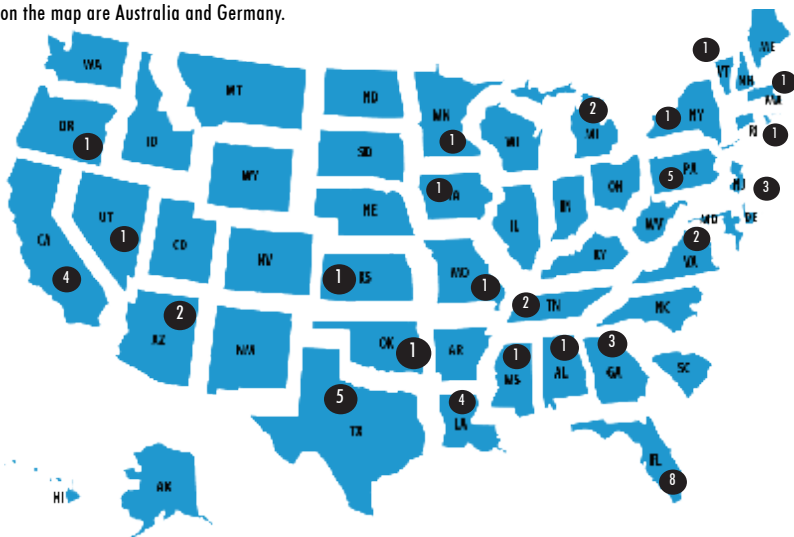 on the map are Australia and Germany.
WA
MT
ND
MN
ME
1
VT
NH
1
MA
OR
1
ID
SD
1
WI
2
MI
1
NY
RI
1
WY
NE
1
IA
IL
IN
OH
5
PA
NJ
3
UT
1
CO
NV
1
KS
MO
1
KY
WV
MD
DE
2
VA
CA
4
2
AZ
NM
OK
1
AR
2
TN
NC
1
MS
1
AL
3
GA
SC
5
TX
4
LA
FL
8
HI
AK